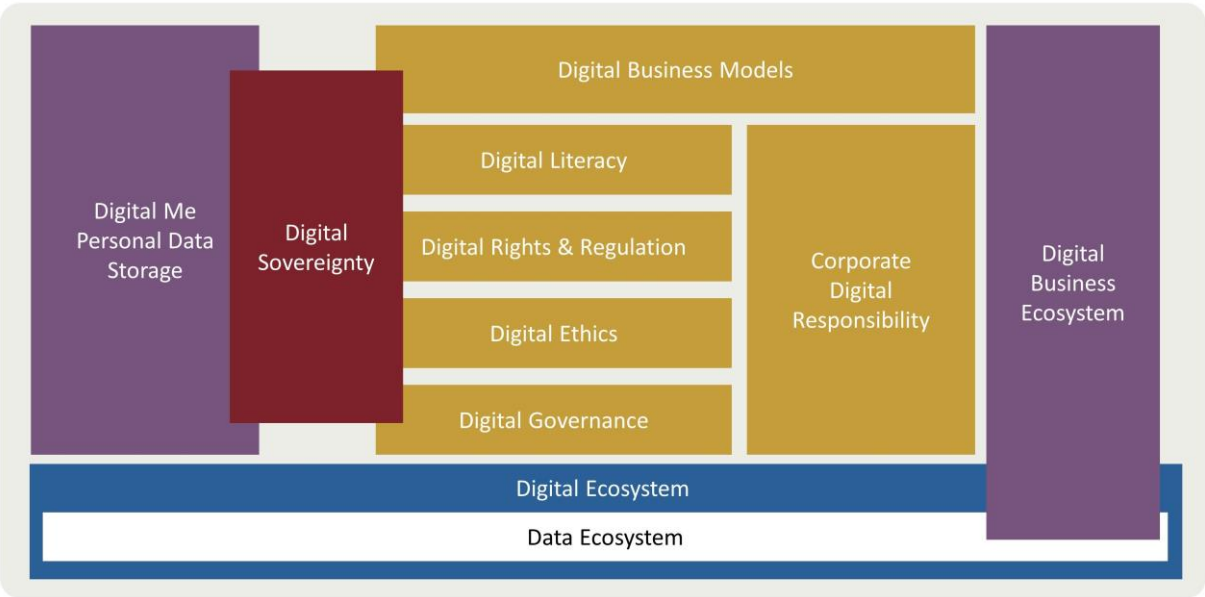 Digital Me
Personal Data
Storage
Digital
Sovereignty
Digital Business Models
Digital Literacy
Digital Rights & Regulation
Digital Ethics
Digital Governance
Corporate
Digital
Responsibility
Digital
Business
Ecosystem
Digital Ecosystem
Data Ecosystem